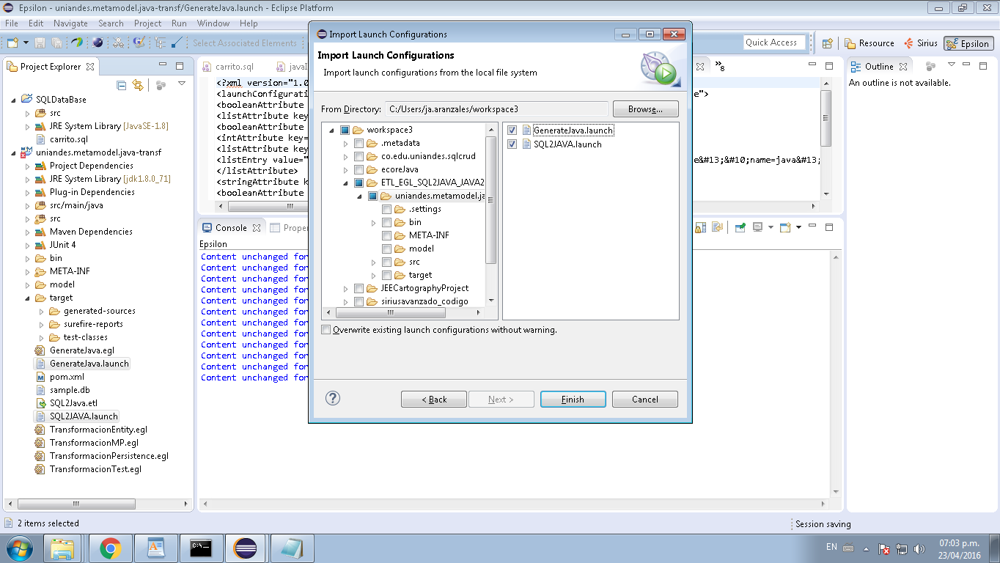 Epsilon - uniandes.metamodel.java-transf/GenerateJava.launch - Eclipse Platform
File Edit Navigate Search Project Run Window Help
Select Associated Elements
Quick Access
Resource
Sirius
Epsilon
Project Explorer
SQLDataBase
src
JRE System Library [JavaSE-1.8]
carrito.sql
uniandes.metamodel.java-transf
Project Dependencies
JRE System Library [jdk1.8.0_71]
Plug-in Dependencies
src/main/java
src
Maven Dependencies
JUnit 4
bin
META-INF
model
target
generated-sources
surefire-reports
test-classes
GenerateJava.egl
GenerateJava.launch
pom.xml
sample.db
SQL2Java.etl
SQL2JAVA.launch
TransformacionEntity.egl
TransformacionMP.egl
TransformacionPersistence.egl
TransformacionTest.egl
carrito.sql
javaI
»8
<?xml version="1.0
<launchConfigurati
e">
<booleanAttribute
<listAttribute key
<booleanAttribute
<intAttribute key=
<listAttribute key
<listEntry value="
e&#13;&#10;name=java&#13;
</listAttribute>
<stringAttribute k
<booleanAttribute
Console
Proper
Epsilon
Content unchanged for
Content unchanged for
Content unchanged for
Content unchanged for
Content unchanged for
Content unchanged for
Content unchanged for
Content unchanged for
Content unchanged for
Content unchanged for
Content unchanged for
Content unchanged for
Outline
An outline is not available.
Import Launch Configurations
Import Launch Configurations
Import launch configurations from the local file system
From Directory: C:/Users/ja.aranzales/workspace3
Browse...
workspace3
.metadata
co.edu.uniandes.sqlcrud
ecoreJava
ETL_EGL_SQL2JAVA_JAVA2
uniandes.metamodel.ja
.settings
bin
META-INF
model
src
target
JEECartographyProject
siriusavanzado_codigo
GenerateJava.launch
SQL2JAVA.launch
Overwrite existing launch configurations without warning.
?
< Back
Next >
Finish
Cancel
2 items selected
Session saving
C:\_
EN
07:03 p.m.
23/04/2016